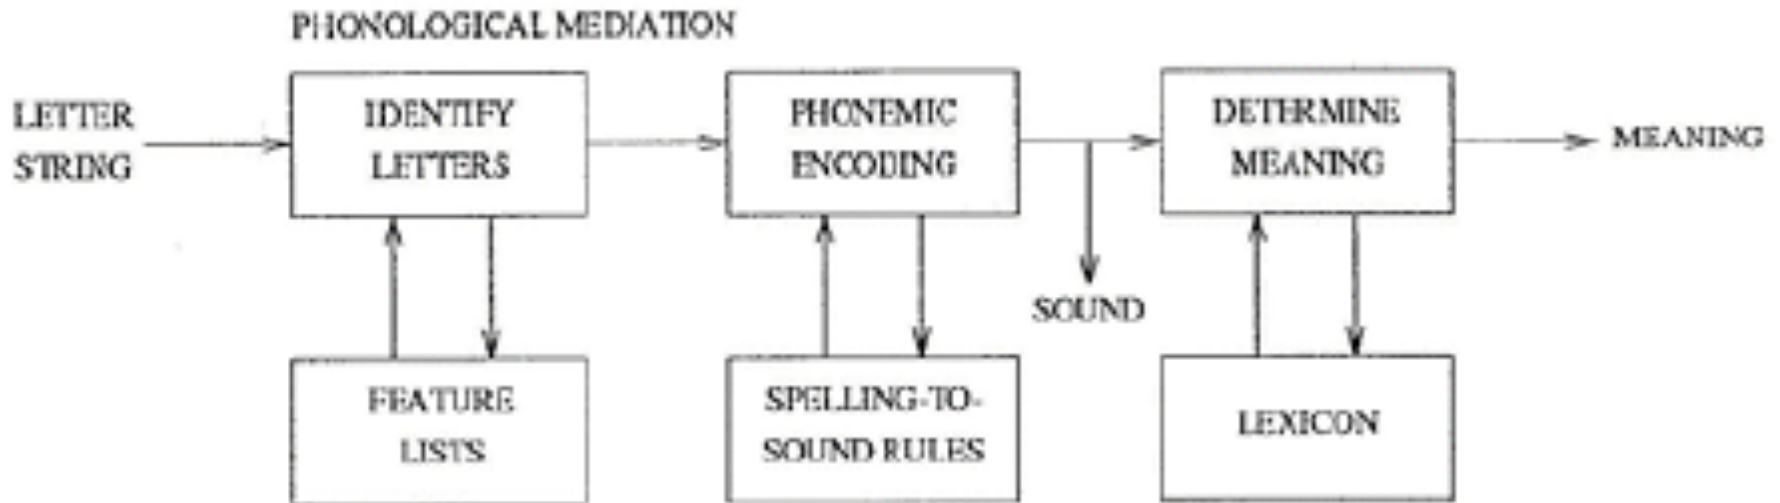 PHONOLOGICAL MEDIATION
LETTER
STRING
IDENTIFY
LETTERS
PHONEMIC
ENCODING
DETERMINE
MEANING
MEANING
SOUND
FEATURE
LISTS
SPELLING-TO-
SOUND RULES
LEXICON